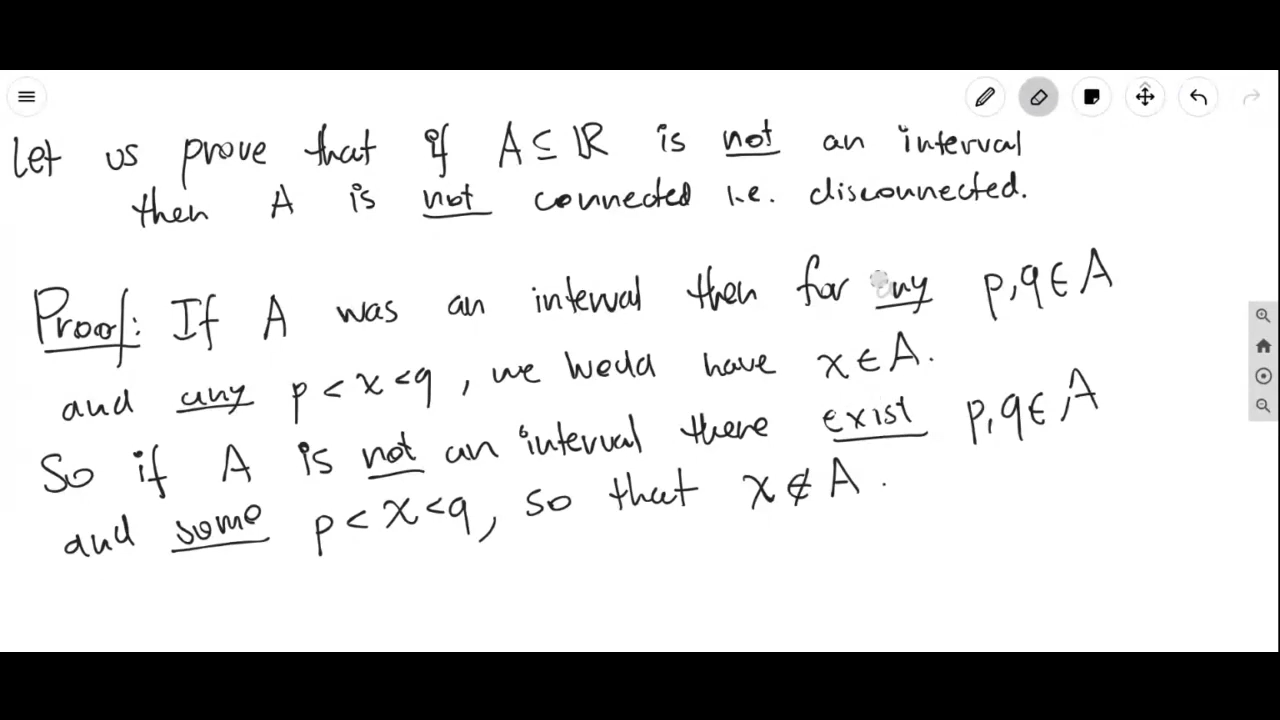 Let us prove that if A ⊆ ℝ is not an interval
then A is not connected i.e. disconnected.
Proof: If A was an interval then for any p, q ∈ A
and any p < x < q, we would have x ∈ A.
So if A is not an interval there exist p, q ∈ A
and some p < x < q, so that x ∉ A.